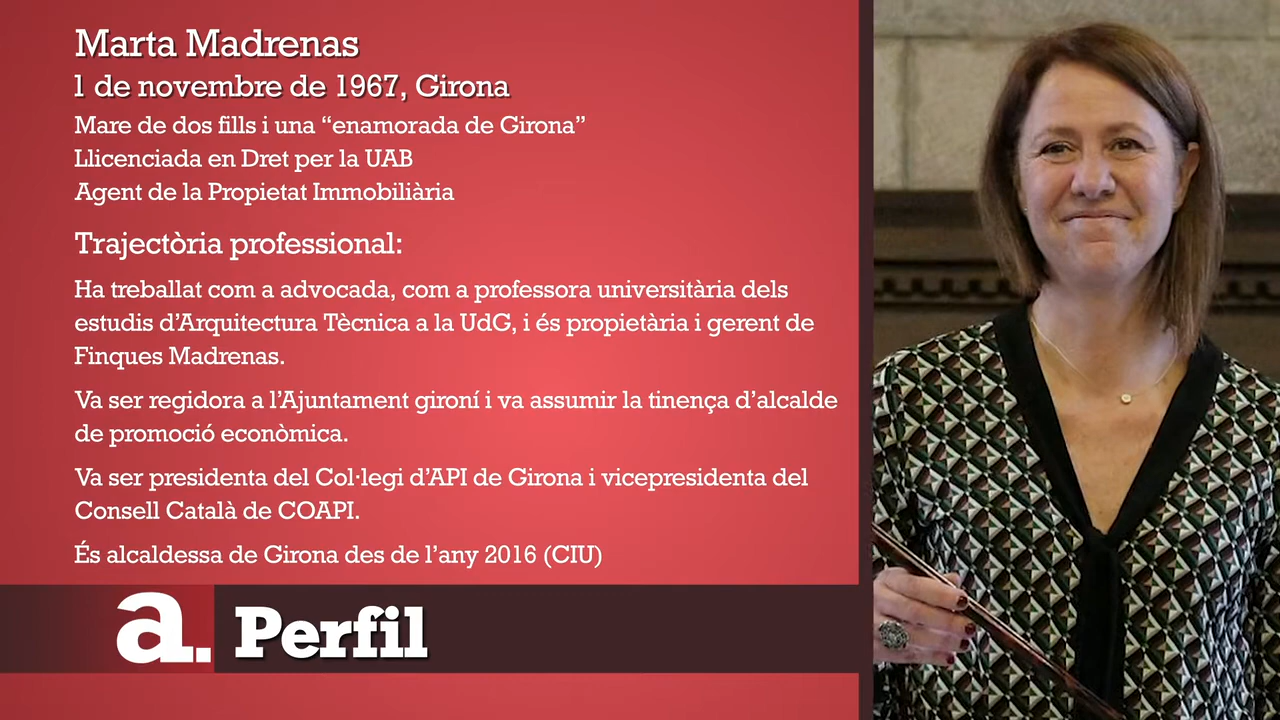 Marta Madrenas
1 de novembre de 1967, Girona
Mare de dos fills i una “enamorada de Girona”
Llicenciada en Dret per la UAB
Agent de la Propietat Immobiliària
Trajectòria professional:
Ha treballat com a advocada, com a professora universitària dels
estudis d’Arquitectura Tècnica a la UdG, i és propietària i gerent de
Finques Madrenas.
Va ser regidora a l’Ajuntament gironí i va assumir la tinença d’alcalde
de promoció econòmica.
Va ser presidenta del Col·legi d’API de Girona i vicepresidenta del
Consell Català de COAPI.
És alcaldessa de Girona des de l’any 2016 (CIU)
a. Perfil